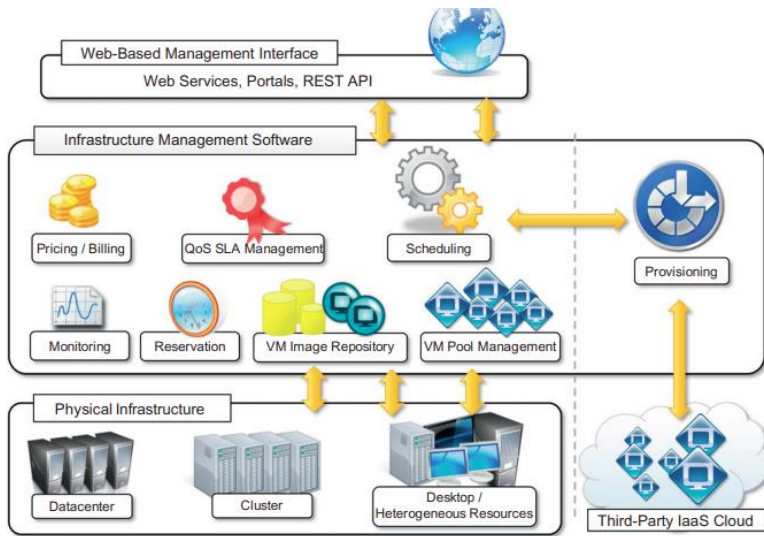 Web-Based Management Interface
Web Services, Portals, REST API
Infrastructure Management Software
Pricing / Billing
QoS SLA Management
Scheduling
Provisioning
Monitoring
Reservation
VM Image Repository
VM Pool Management
Physical Infrastructure
Datacenter
Cluster
Desktop /
Heterogeneous Resources
Third-Party IaaS Cloud